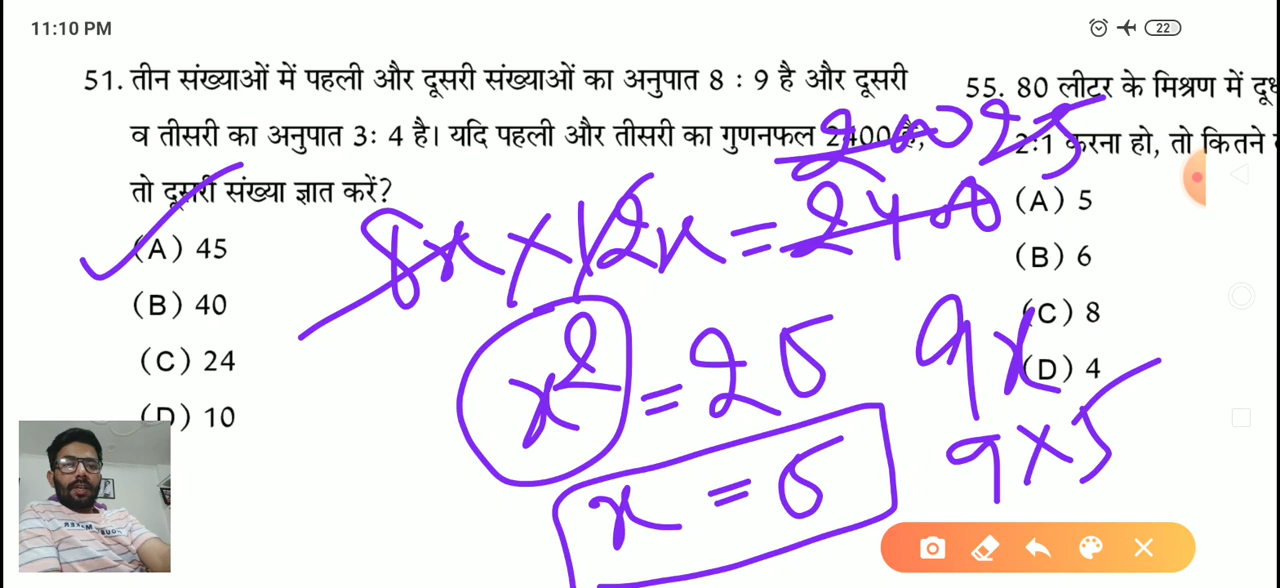 11:10 PM
22
51. तीन संख्याओं में पहली और दूसरी संख्याओं का अनुपात 8 : 9 है और दूसरी
व तीसरी का अनुपात 3: 4 है। यदि पहली और तीसरी का गुणनफल 2400 है,
तो दूसरी संख्या ज्ञात करें?
(A) 45
(B) 40
(C) 24
(D) 10
8x × 12x = 2400
200 25
x² = 25
x = 5
9x
9 × 5
55. 80 लीटर के मिश्रण में
2:1 करना हो, तो कितने
(A) 5
(B) 6
(C) 8
(D) 4